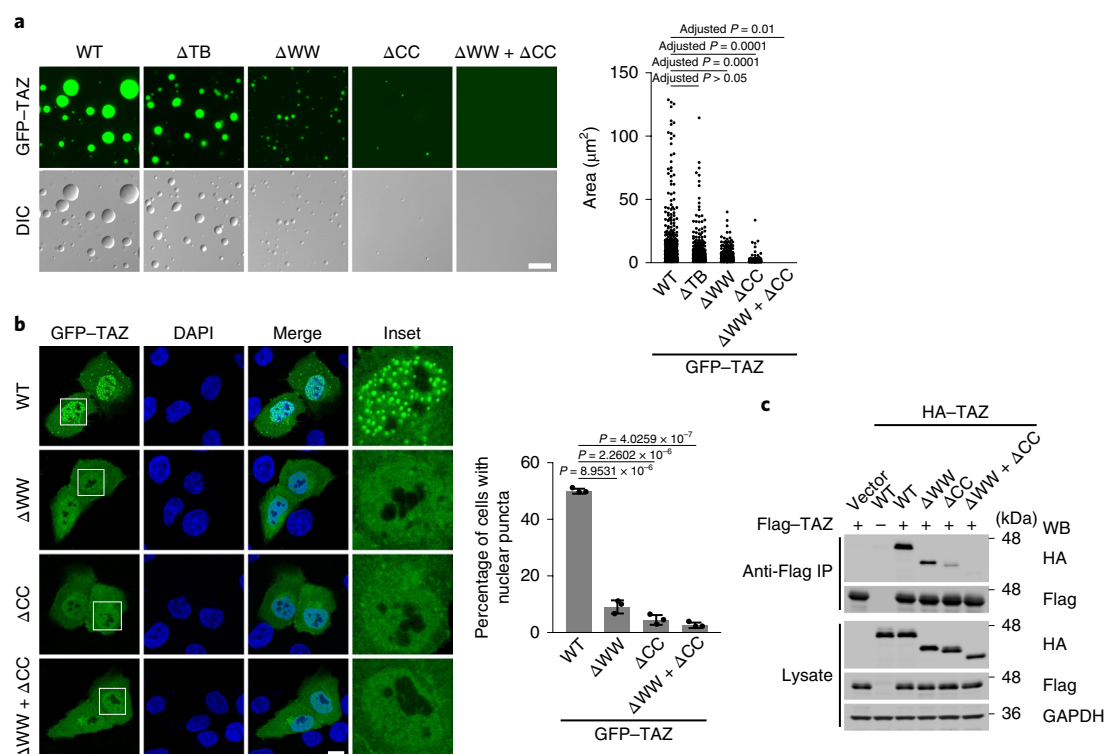 a
WT ΔTB ΔWW ΔCC ΔWW + ΔCC
GFP–TAZ
DIC
Adjusted P = 0.01
Adjusted P = 0.0001
Adjusted P = 0.0001
Adjusted P > 0.05
150
100
50
0
Area (μm²)
WT ΔTB ΔWW ΔCC ΔWW + ΔCC
GFP–TAZ
b
GFP–TAZ DAPI Merge Inset
WT
ΔWW
ΔCC
ΔWW + ΔCC
P = 4.0259 × 10⁻⁷
P = 2.2602 × 10⁻⁶
P = 8.9531 × 10⁻⁶
60
40
20
0
Percentage of cells with
nuclear puncta
WT ΔWW ΔCC ΔWW + ΔCC
GFP–TAZ
c
HA–TAZ
Vector WT WT ΔWW ΔCC ΔWW + ΔCC
Flag–TAZ + – + + + + (kDa) WB
Anti-Flag IP
48 HA
48 Flag
Lysate
48 HA
48 Flag
36 GAPDH